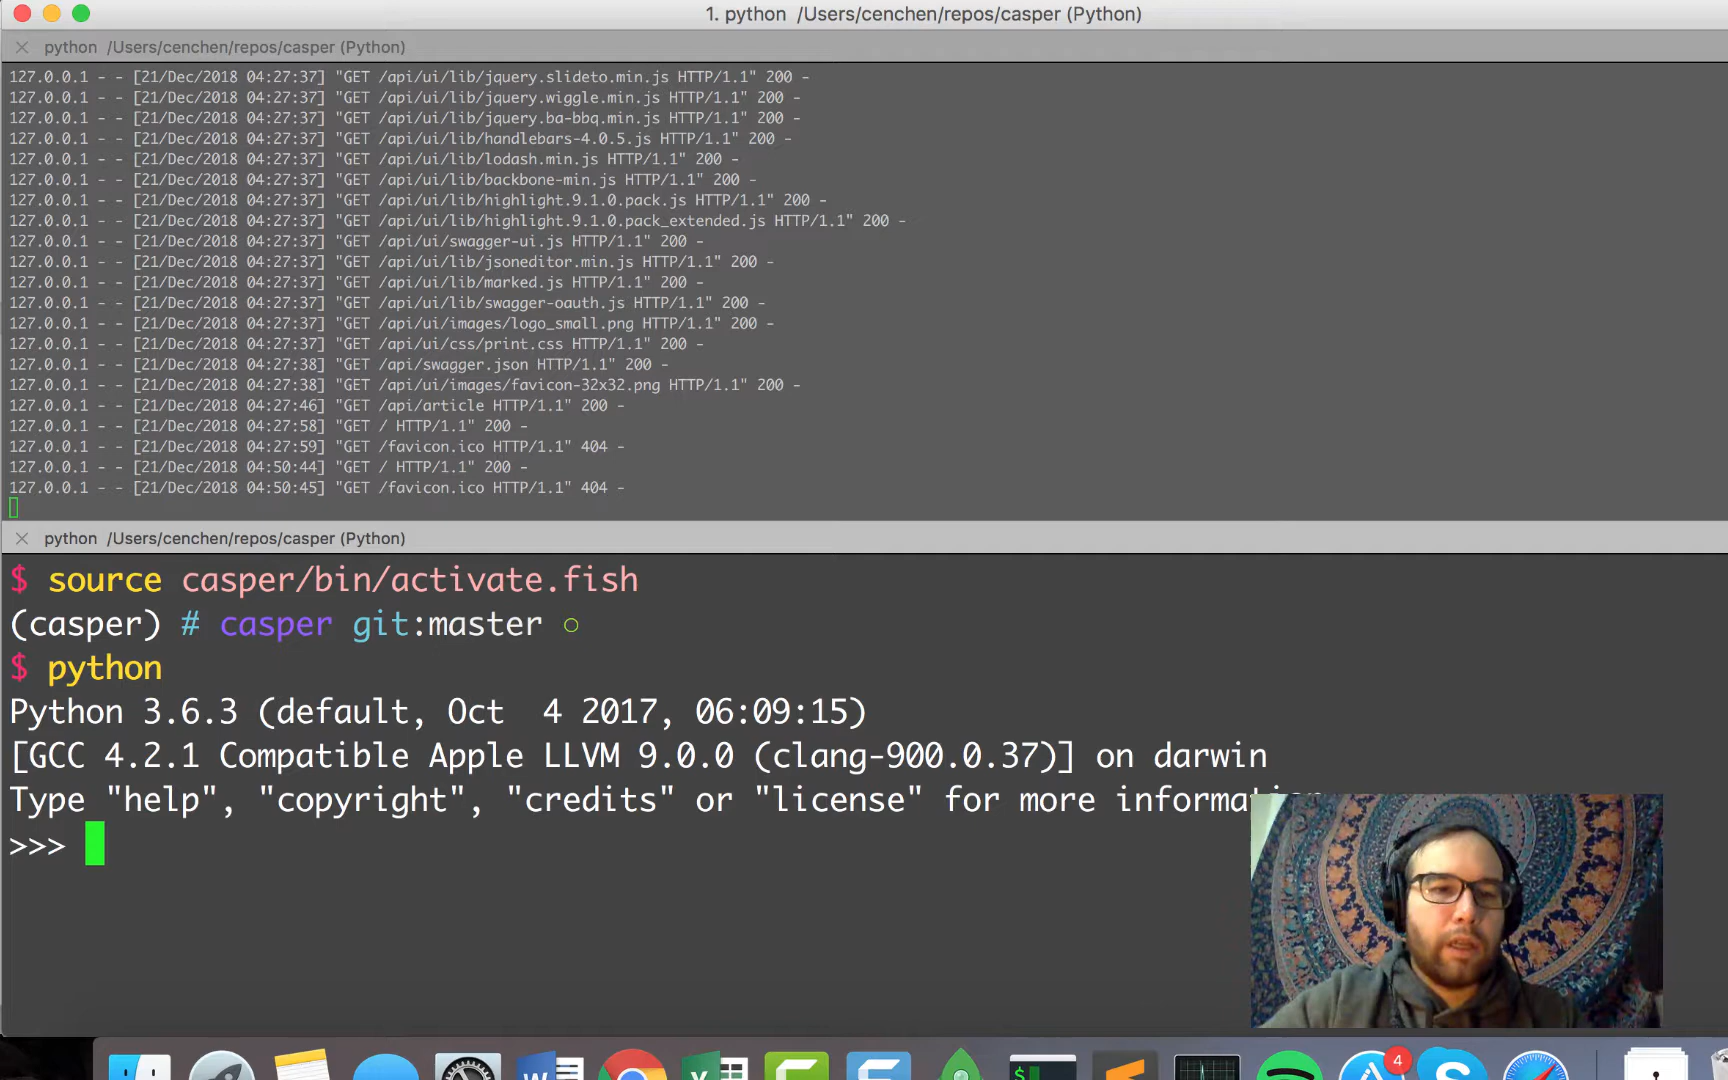 1. python  /Users/cenchen/repos/casper (Python)
python  /Users/cenchen/repos/casper (Python)
127.0.0.1 - - [21/Dec/2018 04:27:37] "GET /api/ui/lib/jquery.slideto.min.js HTTP/1.1" 200 -
127.0.0.1 - - [21/Dec/2018 04:27:37] "GET /api/ui/lib/jquery.wiggle.min.js HTTP/1.1" 200 -
127.0.0.1 - - [21/Dec/2018 04:27:37] "GET /api/ui/lib/jquery.ba-bbq.min.js HTTP/1.1" 200 -
127.0.0.1 - - [21/Dec/2018 04:27:37] "GET /api/ui/lib/handlebars-4.0.5.js HTTP/1.1" 200 -
127.0.0.1 - - [21/Dec/2018 04:27:37] "GET /api/ui/lib/lodash.min.js HTTP/1.1" 200 -
127.0.0.1 - - [21/Dec/2018 04:27:37] "GET /api/ui/lib/backbone-min.js HTTP/1.1" 200 -
127.0.0.1 - - [21/Dec/2018 04:27:37] "GET /api/ui/lib/highlight.9.1.0.pack.js HTTP/1.1" 200 -
127.0.0.1 - - [21/Dec/2018 04:27:37] "GET /api/ui/lib/highlight.9.1.0.pack_extended.js HTTP/1.1" 200 -
127.0.0.1 - - [21/Dec/2018 04:27:37] "GET /api/ui/swagger-ui.js HTTP/1.1" 200 -
127.0.0.1 - - [21/Dec/2018 04:27:37] "GET /api/ui/lib/jsoneditor.min.js HTTP/1.1" 200 -
127.0.0.1 - - [21/Dec/2018 04:27:37] "GET /api/ui/lib/marked.js HTTP/1.1" 200 -
127.0.0.1 - - [21/Dec/2018 04:27:37] "GET /api/ui/lib/swagger-oauth.js HTTP/1.1" 200 -
127.0.0.1 - - [21/Dec/2018 04:27:37] "GET /api/ui/images/logo_small.png HTTP/1.1" 200 -
127.0.0.1 - - [21/Dec/2018 04:27:37] "GET /api/ui/css/print.css HTTP/1.1" 200 -
127.0.0.1 - - [21/Dec/2018 04:27:38] "GET /api/swagger.json HTTP/1.1" 200 -
127.0.0.1 - - [21/Dec/2018 04:27:38] "GET /api/ui/images/favicon-32x32.png HTTP/1.1" 200 -
127.0.0.1 - - [21/Dec/2018 04:27:46] "GET /api/article HTTP/1.1" 200 -
127.0.0.1 - - [21/Dec/2018 04:27:58] "GET / HTTP/1.1" 200 -
127.0.0.1 - - [21/Dec/2018 04:27:59] "GET /favicon.ico HTTP/1.1" 404 -
127.0.0.1 - - [21/Dec/2018 04:50:44] "GET / HTTP/1.1" 200 -
127.0.0.1 - - [21/Dec/2018 04:50:45] "GET /favicon.ico HTTP/1.1" 404 -
python  /Users/cenchen/repos/casper (Python)
$ source casper/bin/activate.fish
(casper) # casper git:master ○
$ python
Python 3.6.3 (default, Oct  4 2017, 06:09:15)
[GCC 4.2.1 Compatible Apple LLVM 9.0.0 (clang-900.0.37)] on darwin
Type "help", "copyright", "credits" or "license" for more information
>>>
4